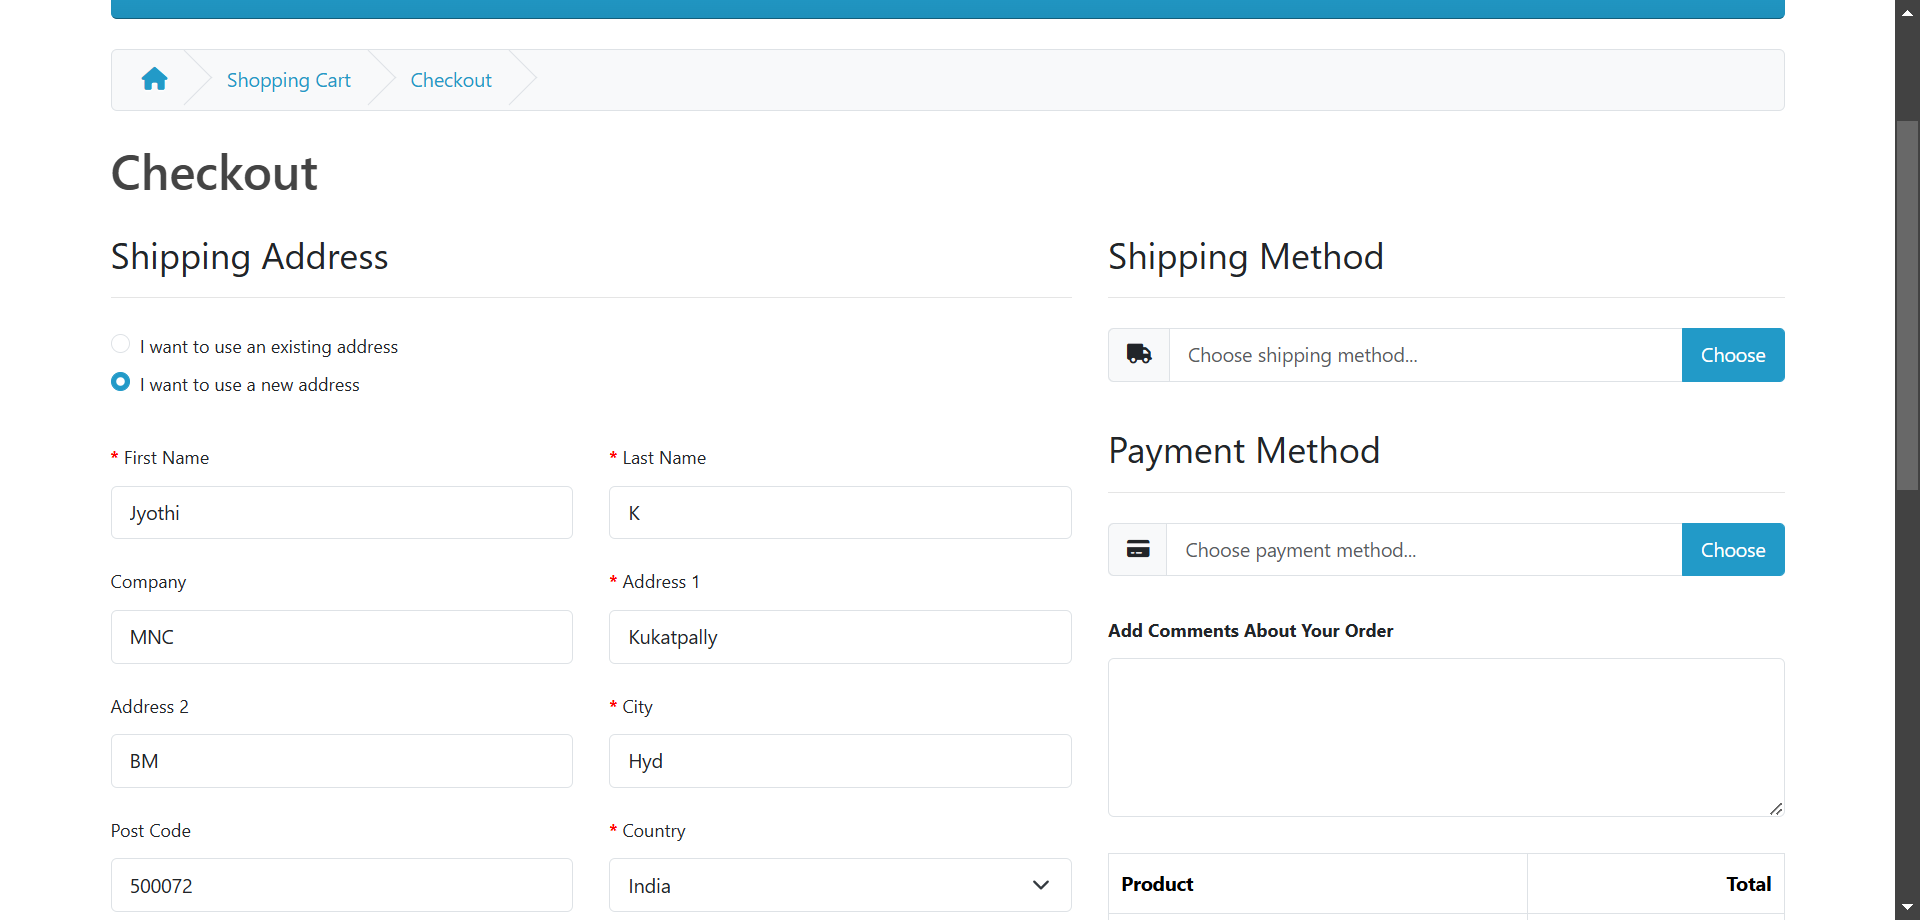 Shopping Cart
Checkout
Checkout
Shipping Address
I want to use an existing address
I want to use a new address
* First Name
Jyothi
* Last Name
K
Company
MNC
* Address 1
Kukatpally
Address 2
BM
* City
Hyd
Post Code
500072
* Country
India
Shipping Method
Choose shipping method...
Choose
Payment Method
Choose payment method...
Choose
Add Comments About Your Order
Product
Total